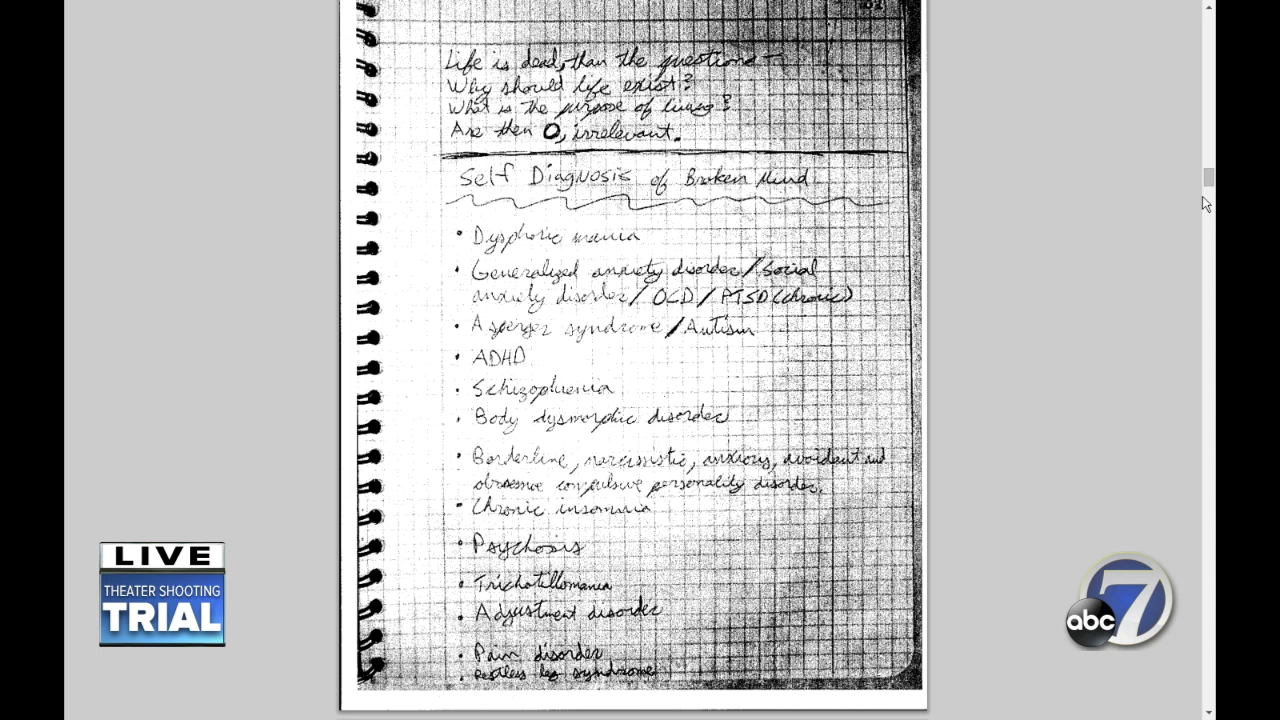 Life is dead, than the questions
Why should life exist?
What is the purpose of living?
Are then O, irrelevant.
Self Diagnosis of Broken Mind
• Dysphoric mania
• Generalized anxiety disorder/Social
anxiety disorder/OCD/PTSD(chronic)
• Asperger syndrome/Autism
• ADHD
• Schizophrenia
• Body dysmorphic disorder
• Borderline, narcissistic, anxious, avoidant and
obsessive compulsive personality disorder.
• Chronic insomnia
• Psychosis
• Trichotillomania
• Adjustment disorder
• Pain disorder
• Restless leg syndrome
LIVE
THEATER SHOOTING
TRIAL
abc 7